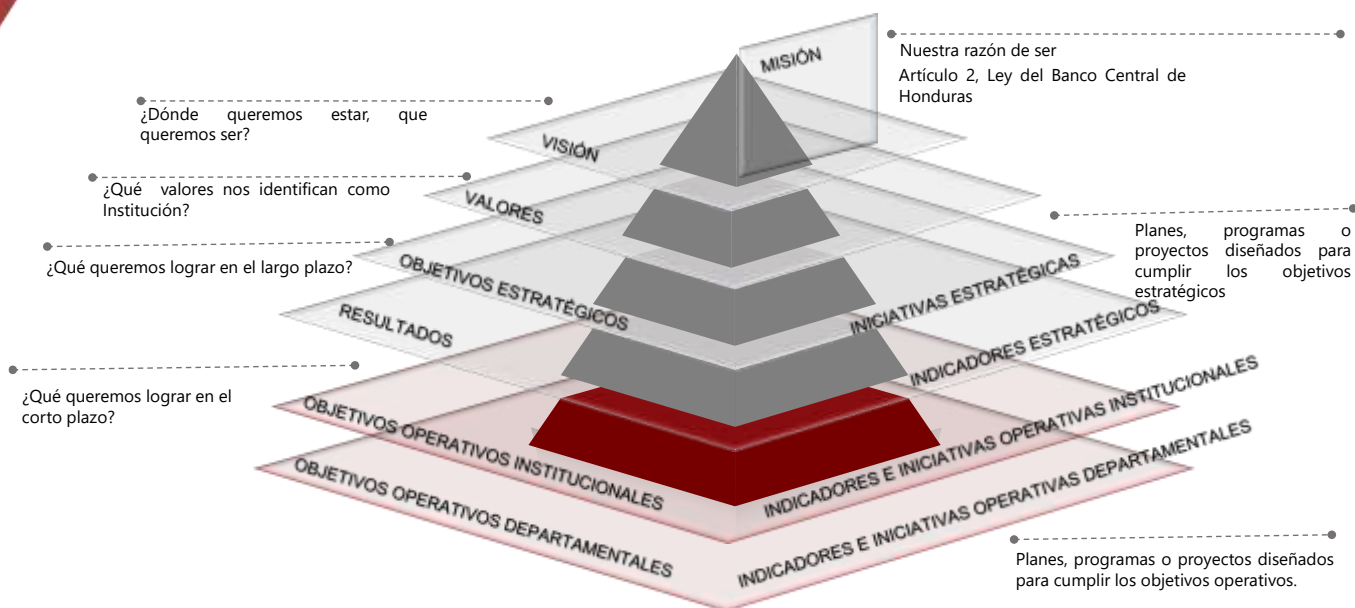 MISIÓN
Nuestra razón de ser
Artículo 2, Ley del Banco Central de
Honduras
¿Dónde queremos estar, que
queremos ser?
VISIÓN
¿Qué valores nos identifican como
Institución?
VALORES
¿Qué queremos lograr en el largo plazo?
OBJETIVOS ESTRATÉGICOS
INICIATIVAS ESTRATÉGICAS
Planes, programas o
proyectos diseñados para
cumplir los objetivos
estratégicos
RESULTADOS
INDICADORES ESTRATÉGICOS
¿Qué queremos lograr en el
corto plazo?
OBJETIVOS OPERATIVOS INSTITUCIONALES
INDICADORES E INICIATIVAS OPERATIVAS INSTITUCIONALES
OBJETIVOS OPERATIVOS DEPARTAMENTALES
INDICADORES E INICIATIVAS OPERATIVAS DEPARTAMENTALES
Planes, programas o proyectos diseñados
para cumplir los objetivos operativos.